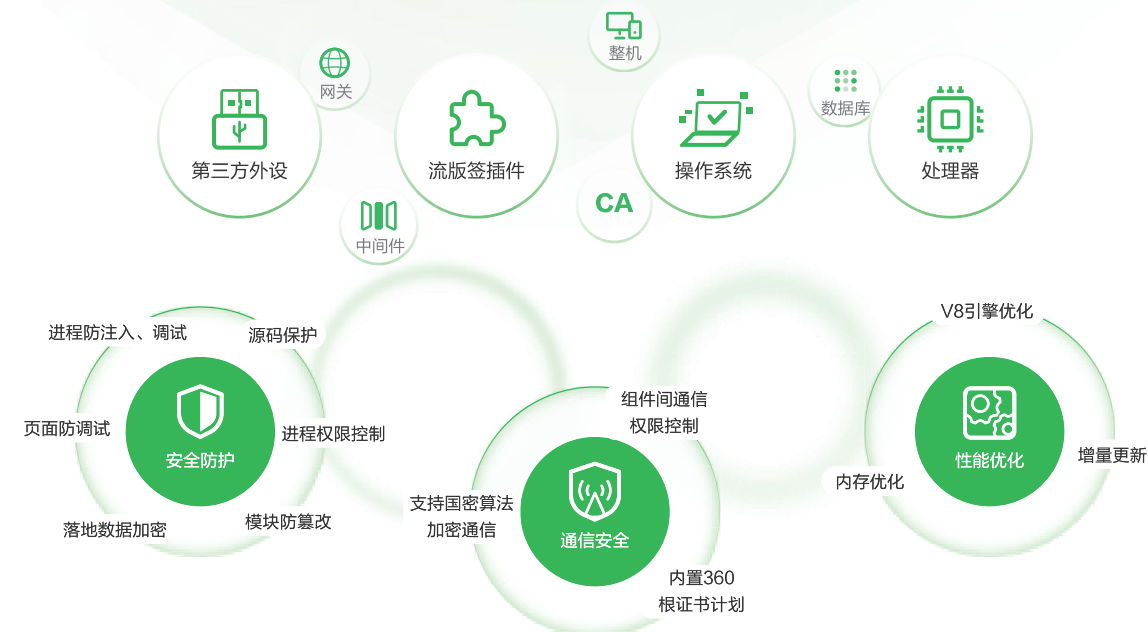 整机
网关
数据库
第三方外设
流版签插件
操作系统
处理器
CA
中间件
进程防注入、调试
源码保护
页面防调试
安全防护
进程权限控制
落地数据加密
模块防篡改
组件间通信
权限控制
支持国密算法
加密通信
通信安全
内置360
根证书计划
V8引擎优化
性能优化
增量更新
内存优化